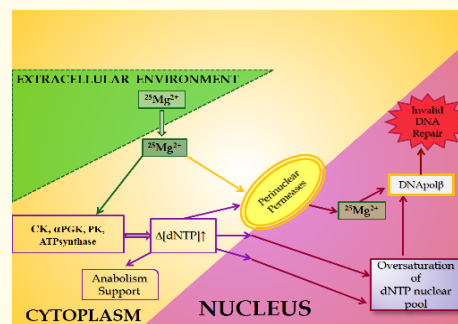 EXTRACELLULAR ENVIRONMENT
²⁵Mg²⁺
²⁵Mg²⁺
CK, αPGK, PK,
ATPsynthase
Δ[dNTP]↑
Anabolism
Support
CYTOPLASM
Perinuclear
Permeases
²⁵Mg²⁺
Invalid
DNA
Repair
DNApolβ
Oversaturation
of
dNTP nuclear
pool
NUCLEUS